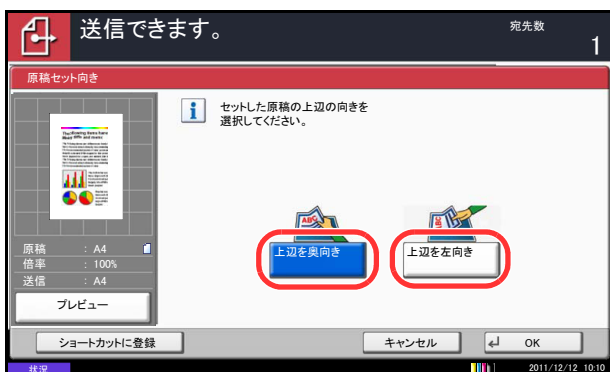 送信できます。
宛先数
1
原稿セット向き
セットした原稿の上辺の向きを
選択してください。
ABC
ABC
上辺を奥向き
上辺を左向き
原稿 : A4
倍率 : 100%
送信 : A4
プレビュー
ショートカットに登録
キャンセル
OK
状況
2011/12/12 10:10